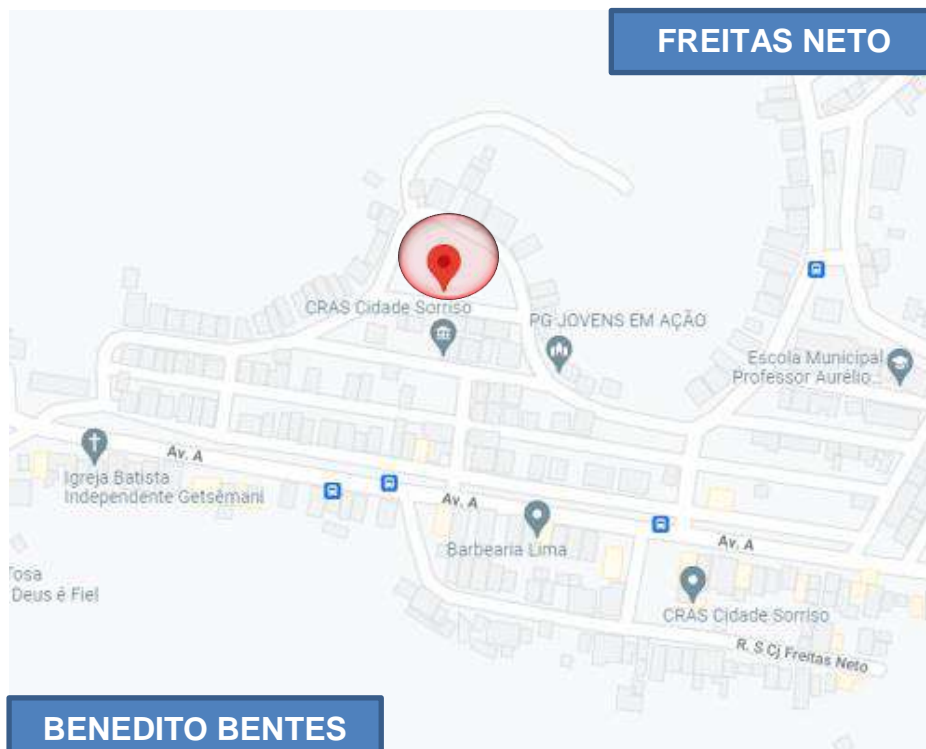 FREITAS NETO
CRAS Cidade Sorriso
PG JOVENS EM AÇÃO
Escola Municipal
Professor Aurélio...
Av. A
Igreja Batista
Independente Getsêmani
Av. A
Barbearia Lima
Av. A
Deus é Fiel
CRAS Cidade Sorriso
R. S Cj Freitas Neto
BENEDITO BENTES